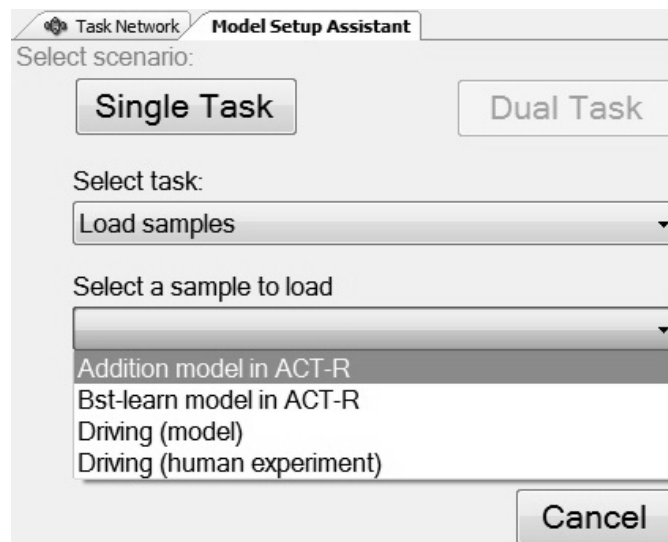 Task Network Model Setup Assistant
Select scenario:
Single Task Dual Task
Select task:
Load samples
Select a sample to load
Addition model in ACT-R
Bst-learn model in ACT-R
Driving (model)
Driving (human experiment)
Cancel